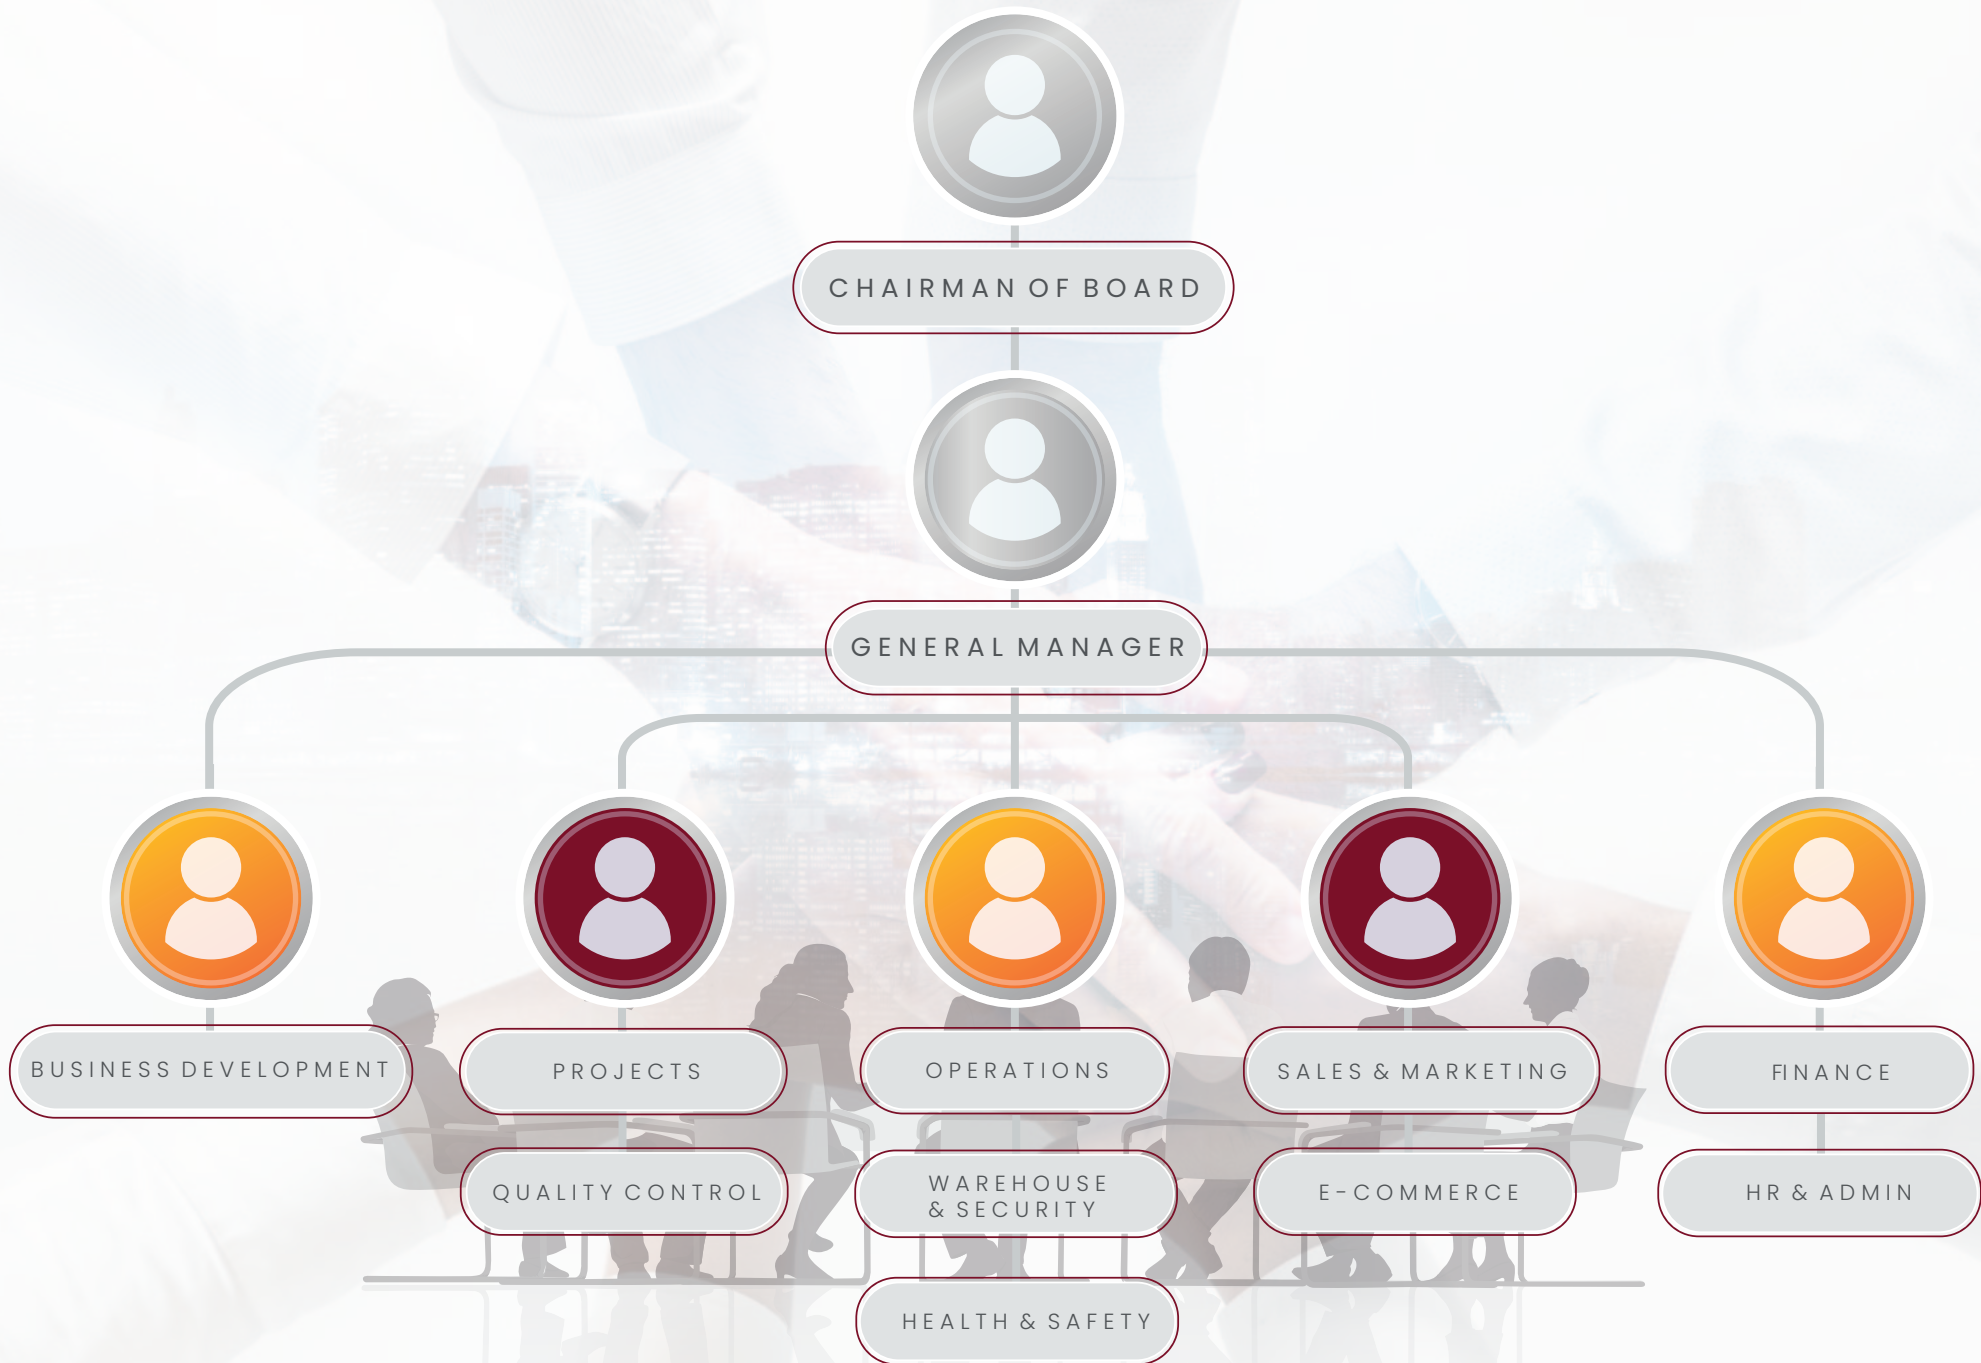 CHAIRMAN OF BOARD
GENERAL MANAGER
BUSINESS DEVELOPMENT
PROJECTS
OPERATIONS
SALES & MARKETING
FINANCE
QUALITY CONTROL
WAREHOUSE
& SECURITY
E-COMMERCE
HR & ADMIN
HEALTH & SAFETY